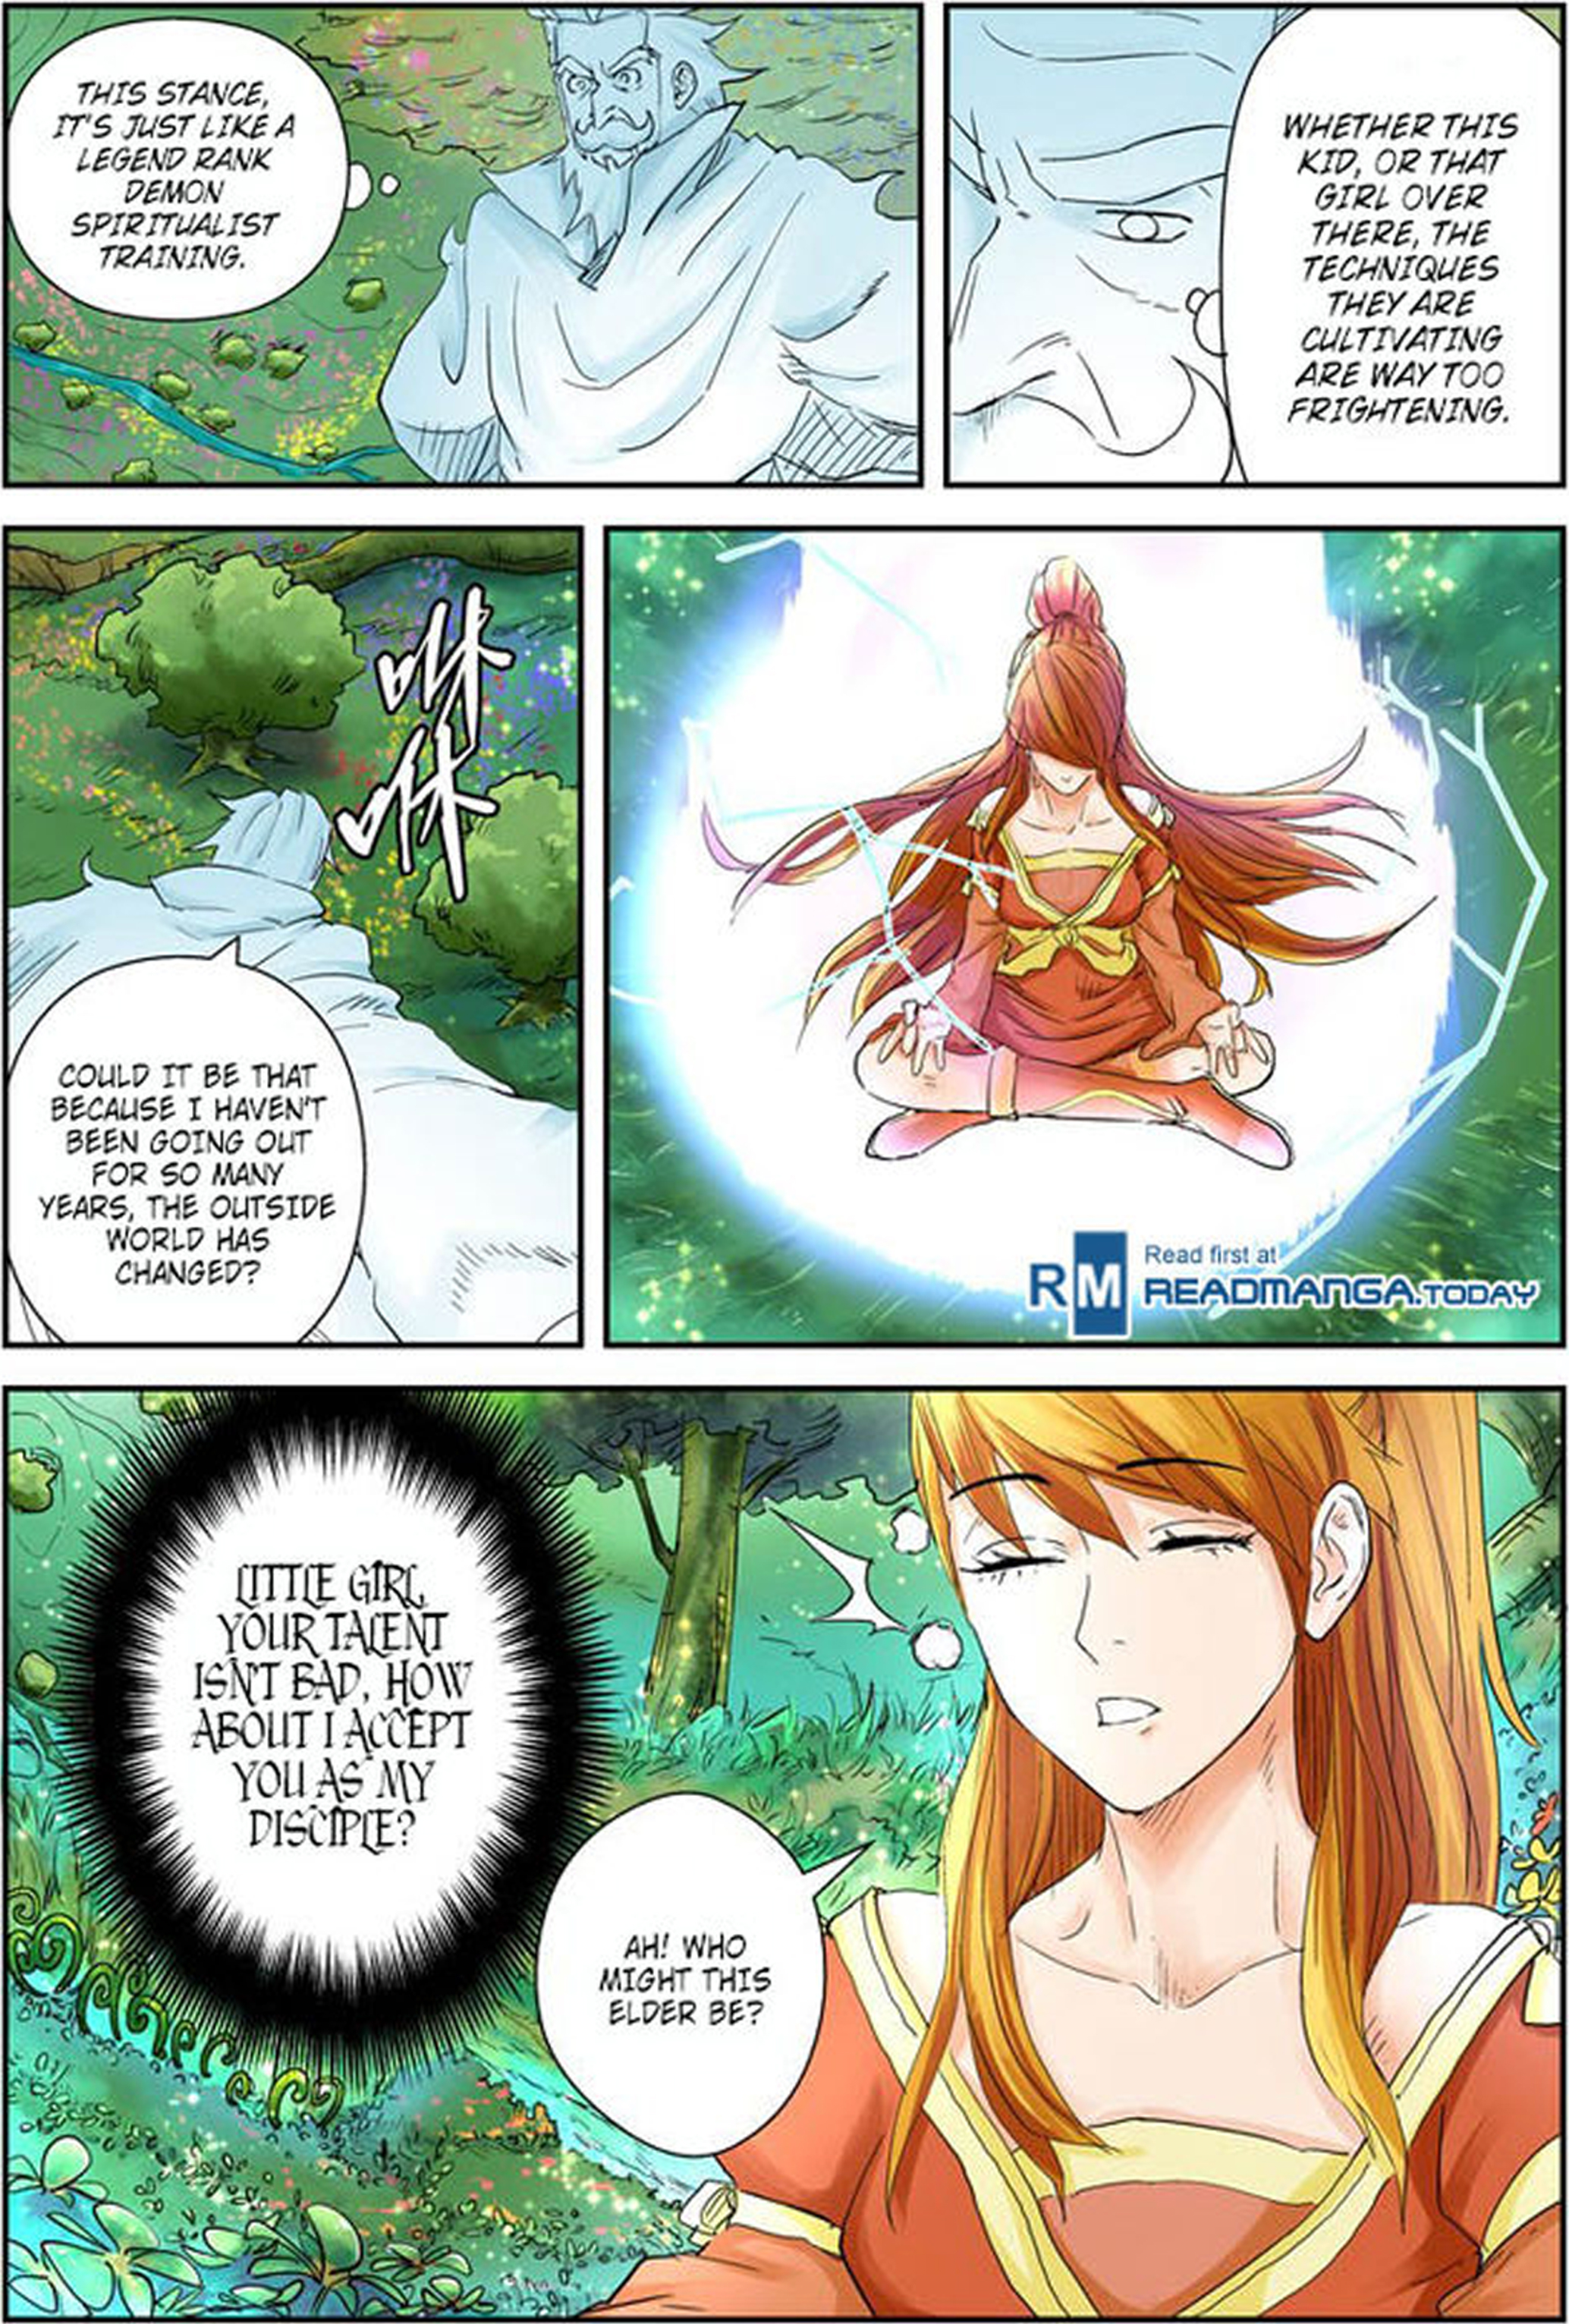 THIS STANCE,
IT'S JUST LIKE A
LEGEND RANK
DEMON
SPIRITUALIST
TRAINING.
WHETHER THIS
KID, OR THAT
GIRL OVER
THERE, THE
TECHNIQUES
THEY ARE
CULTIVATING
ARE WAY TOO
FRIGHTENING.
咻
咻
COULD IT BE THAT
BECAUSE I HAVEN'T
BEEN GOING OUT
FOR SO MANY
YEARS, THE OUTSIDE
WORLD HAS
CHANGED?
RM
Read first at
READMANGA.TODAY
LITTLE GIRL,
YOUR TALENT
ISN'T BAD, HOW
ABOUT I ACCEPT
YOU AS MY
DISCIPLE?
AH! WHO
MIGHT THIS
ELDER BE?